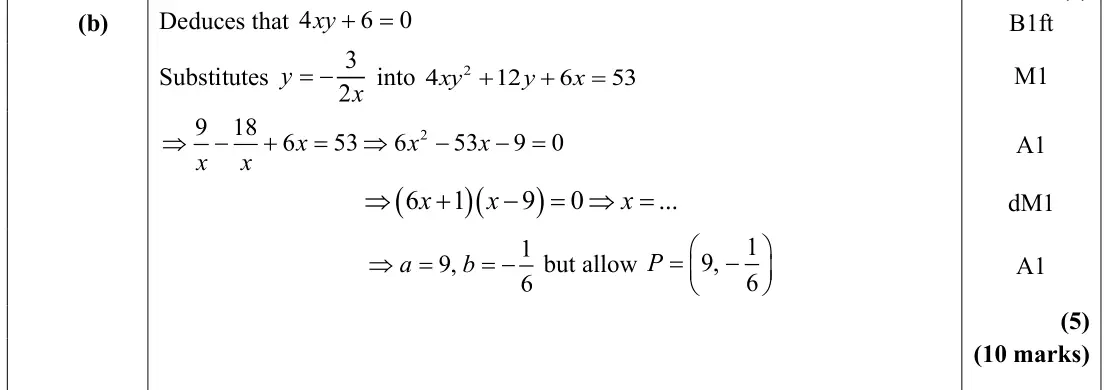 (b) Deduces that 4xy + 6 = 0 B1ft
Substitutes y = −3/(2x) into 4xy² + 12y + 6x = 53 M1
⇒ 9/x − 18/x + 6x = 53 ⇒ 6x² − 53x − 9 = 0 A1
⇒ (6x + 1)(x − 9) = 0 ⇒ x = ... dM1
⇒ a = 9, b = −1/6 but allow P = (9, −1/6) A1
(5)
(10 marks)